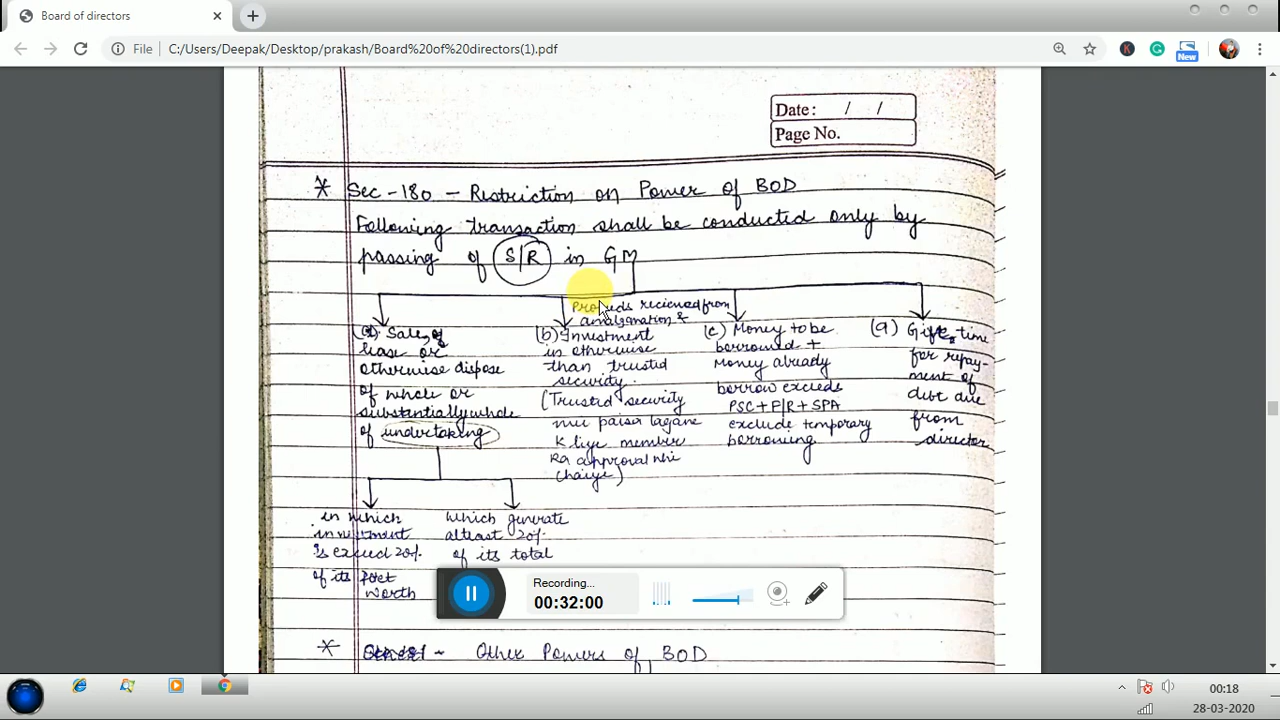 Board of directors
File C:/Users/Deepak/Desktop/prakash/Board%20of%20directors(1).pdf
New
Date: / /
Page No.
* Sec-180 - Restriction on Power of BOD
Following transaction shall be conducted only by
passing of S/R in GM
Proceeds recieved from
amalgamation &
(a) Sale, of
lease or
otherwise dispose
of whole or
substantially whole
of undertaking
in which
investment
is exceed 20%
of its net
worth
which generate
atleast 20%
of its total
(b) Investment
in otherwise
than trusted
security.
(Trusted security
mei paisa lagane
K liye member
Ka approval nhi
chaiye)
(c) Money to be
borrowed +
Money already
borrow exceeds
PSC+F/R+SPA
exclude temporary
borrowing
(d) Give time
for repay-
ment of
debt due
from
director
Recording...
00:32:00
* Other Powers of BOD
00:18
28-03-2020